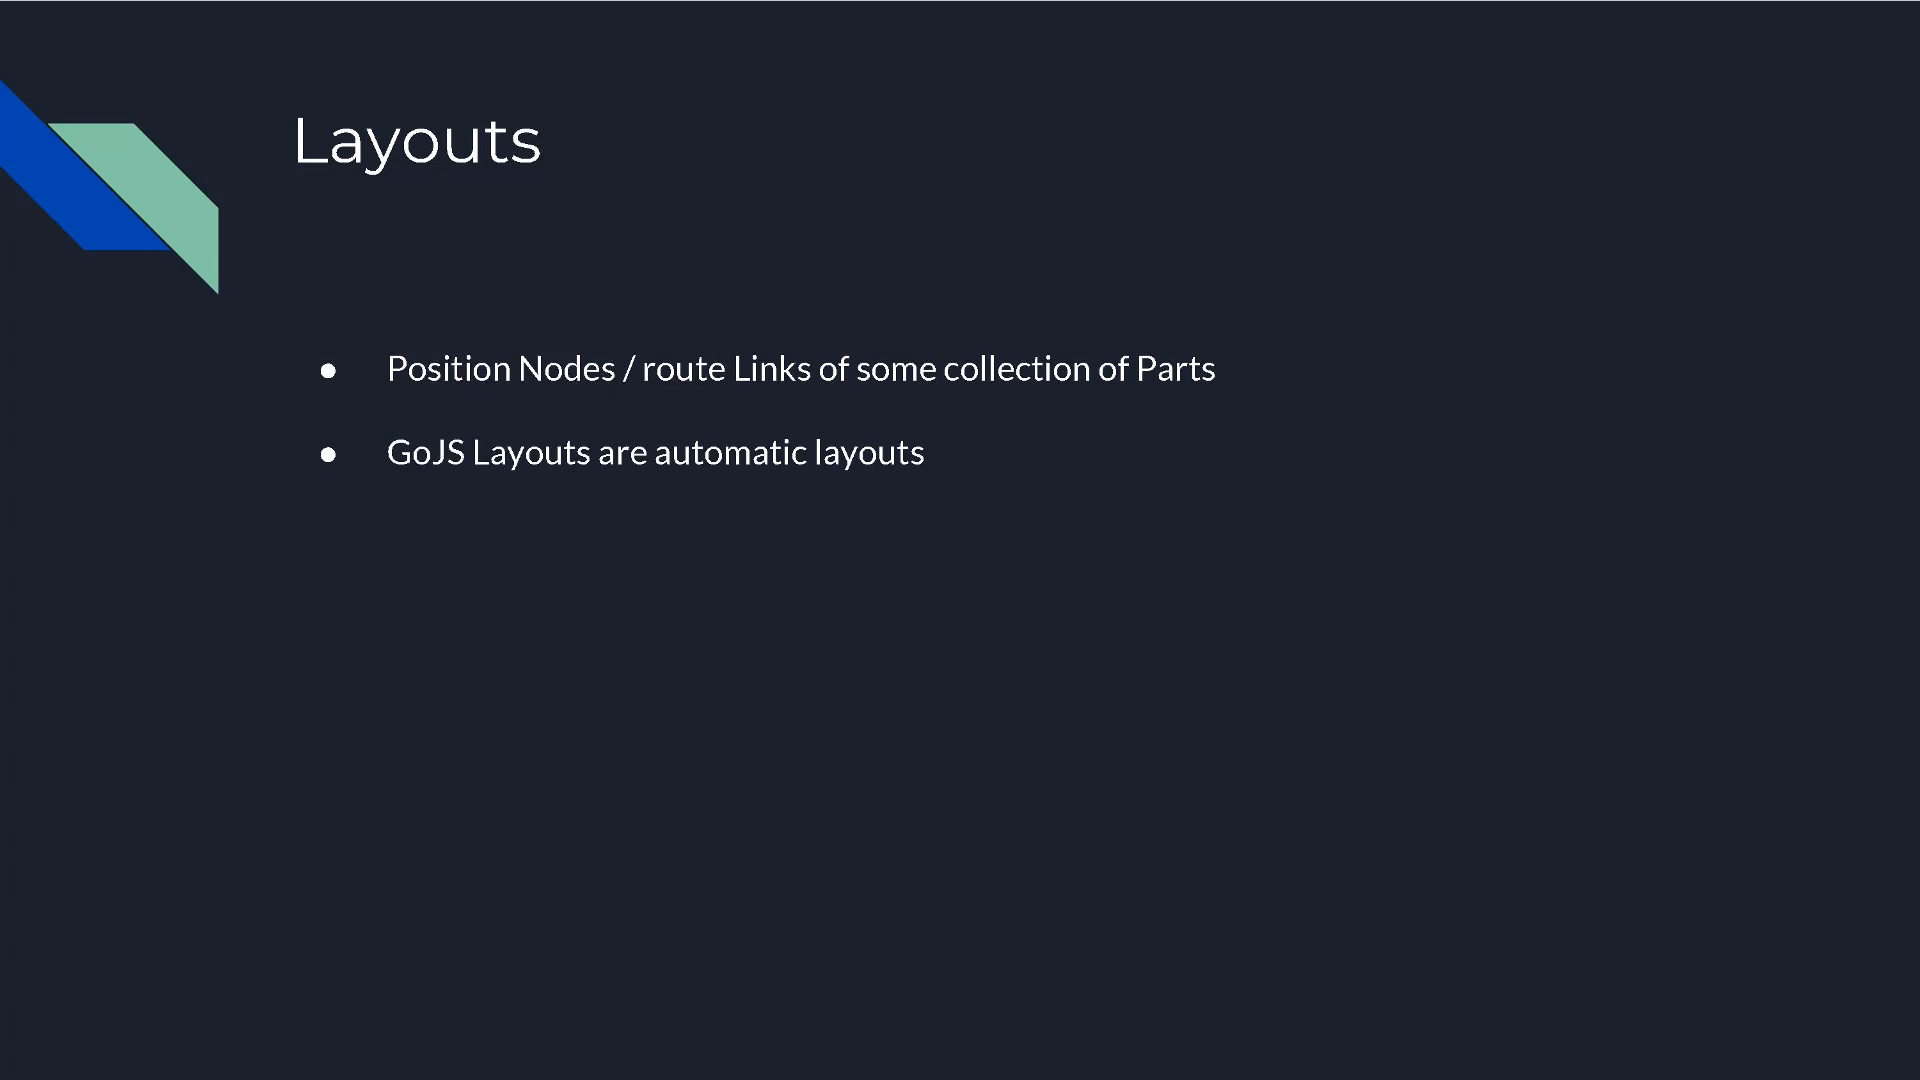 Layouts
● Position Nodes / route Links of some collection of Parts
● GoJS Layouts are automatic layouts